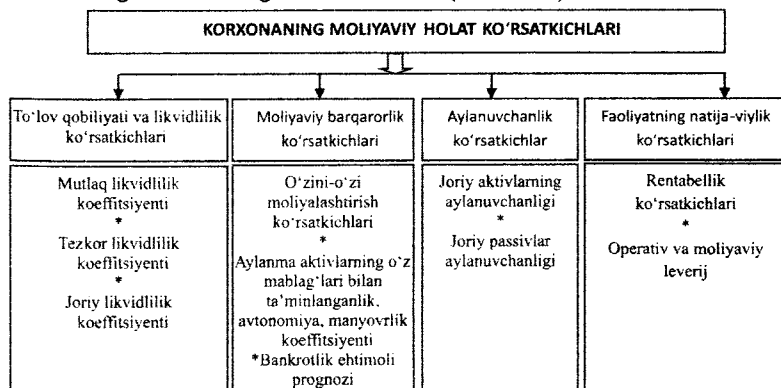 KORXONANING MOLIYAVIY HOLAT KO‘RSATKICHLARI
To‘lov qobiliyati va likvidlilik
ko‘rsatkichlari
Moliyaviy barqarorlik
ko‘rsatkichlari
Aylanuvchanlik
ko‘rsatkichlar
Faoliyatning natija-viylik
ko‘rsatkichlari
Mutlaq likvidlilik
koeffitsiyenti
*
Tezkor likvidlilik
koeffitsiyenti
*
Joriy likvidlilik
koeffitsiyenti
O‘zini-o‘zi
moliyalashtirish
ko‘rsatkichlari
*
Aylanma aktivlarning o‘z
mablag‘lari bilan
ta’minlanganlik,
avtonomiya, manyovrlik
koeffitsiyenti
*Bankrotlik ehtimoli
prognozi
Joriy aktivlarning
aylanuvchanligi
*
Joriy passivlar
aylanuvchanligi
Rentabellik
ko‘rsatkichlari
*
Operativ va moliyaviy
leverij